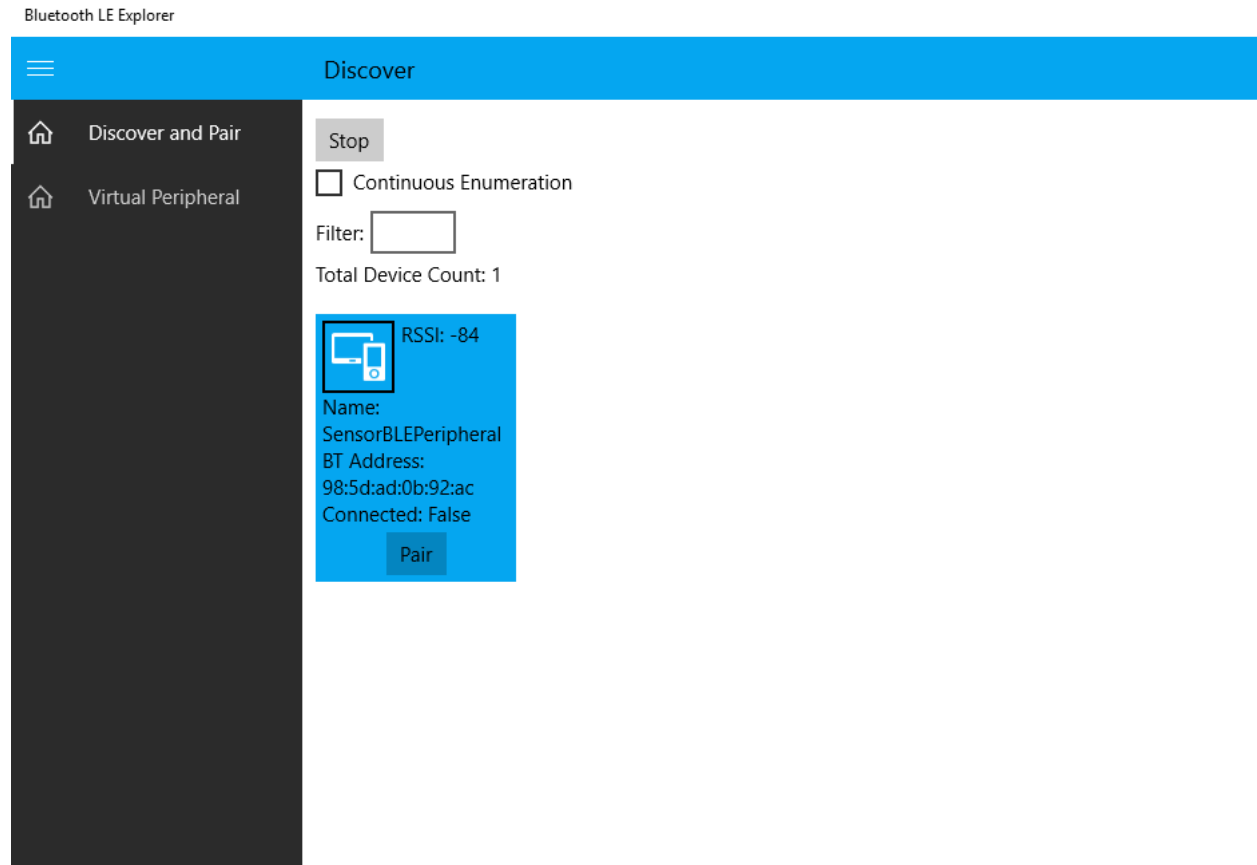 Bluetooth LE Explorer
Discover
Discover and Pair
Virtual Peripheral
Stop
Continuous Enumeration
Filter:
Total Device Count: 1
RSSI: -84
Name:
SensorBLEPeripheral
BT Address:
98:5d:ad:0b:92:ac
Connected: False
Pair